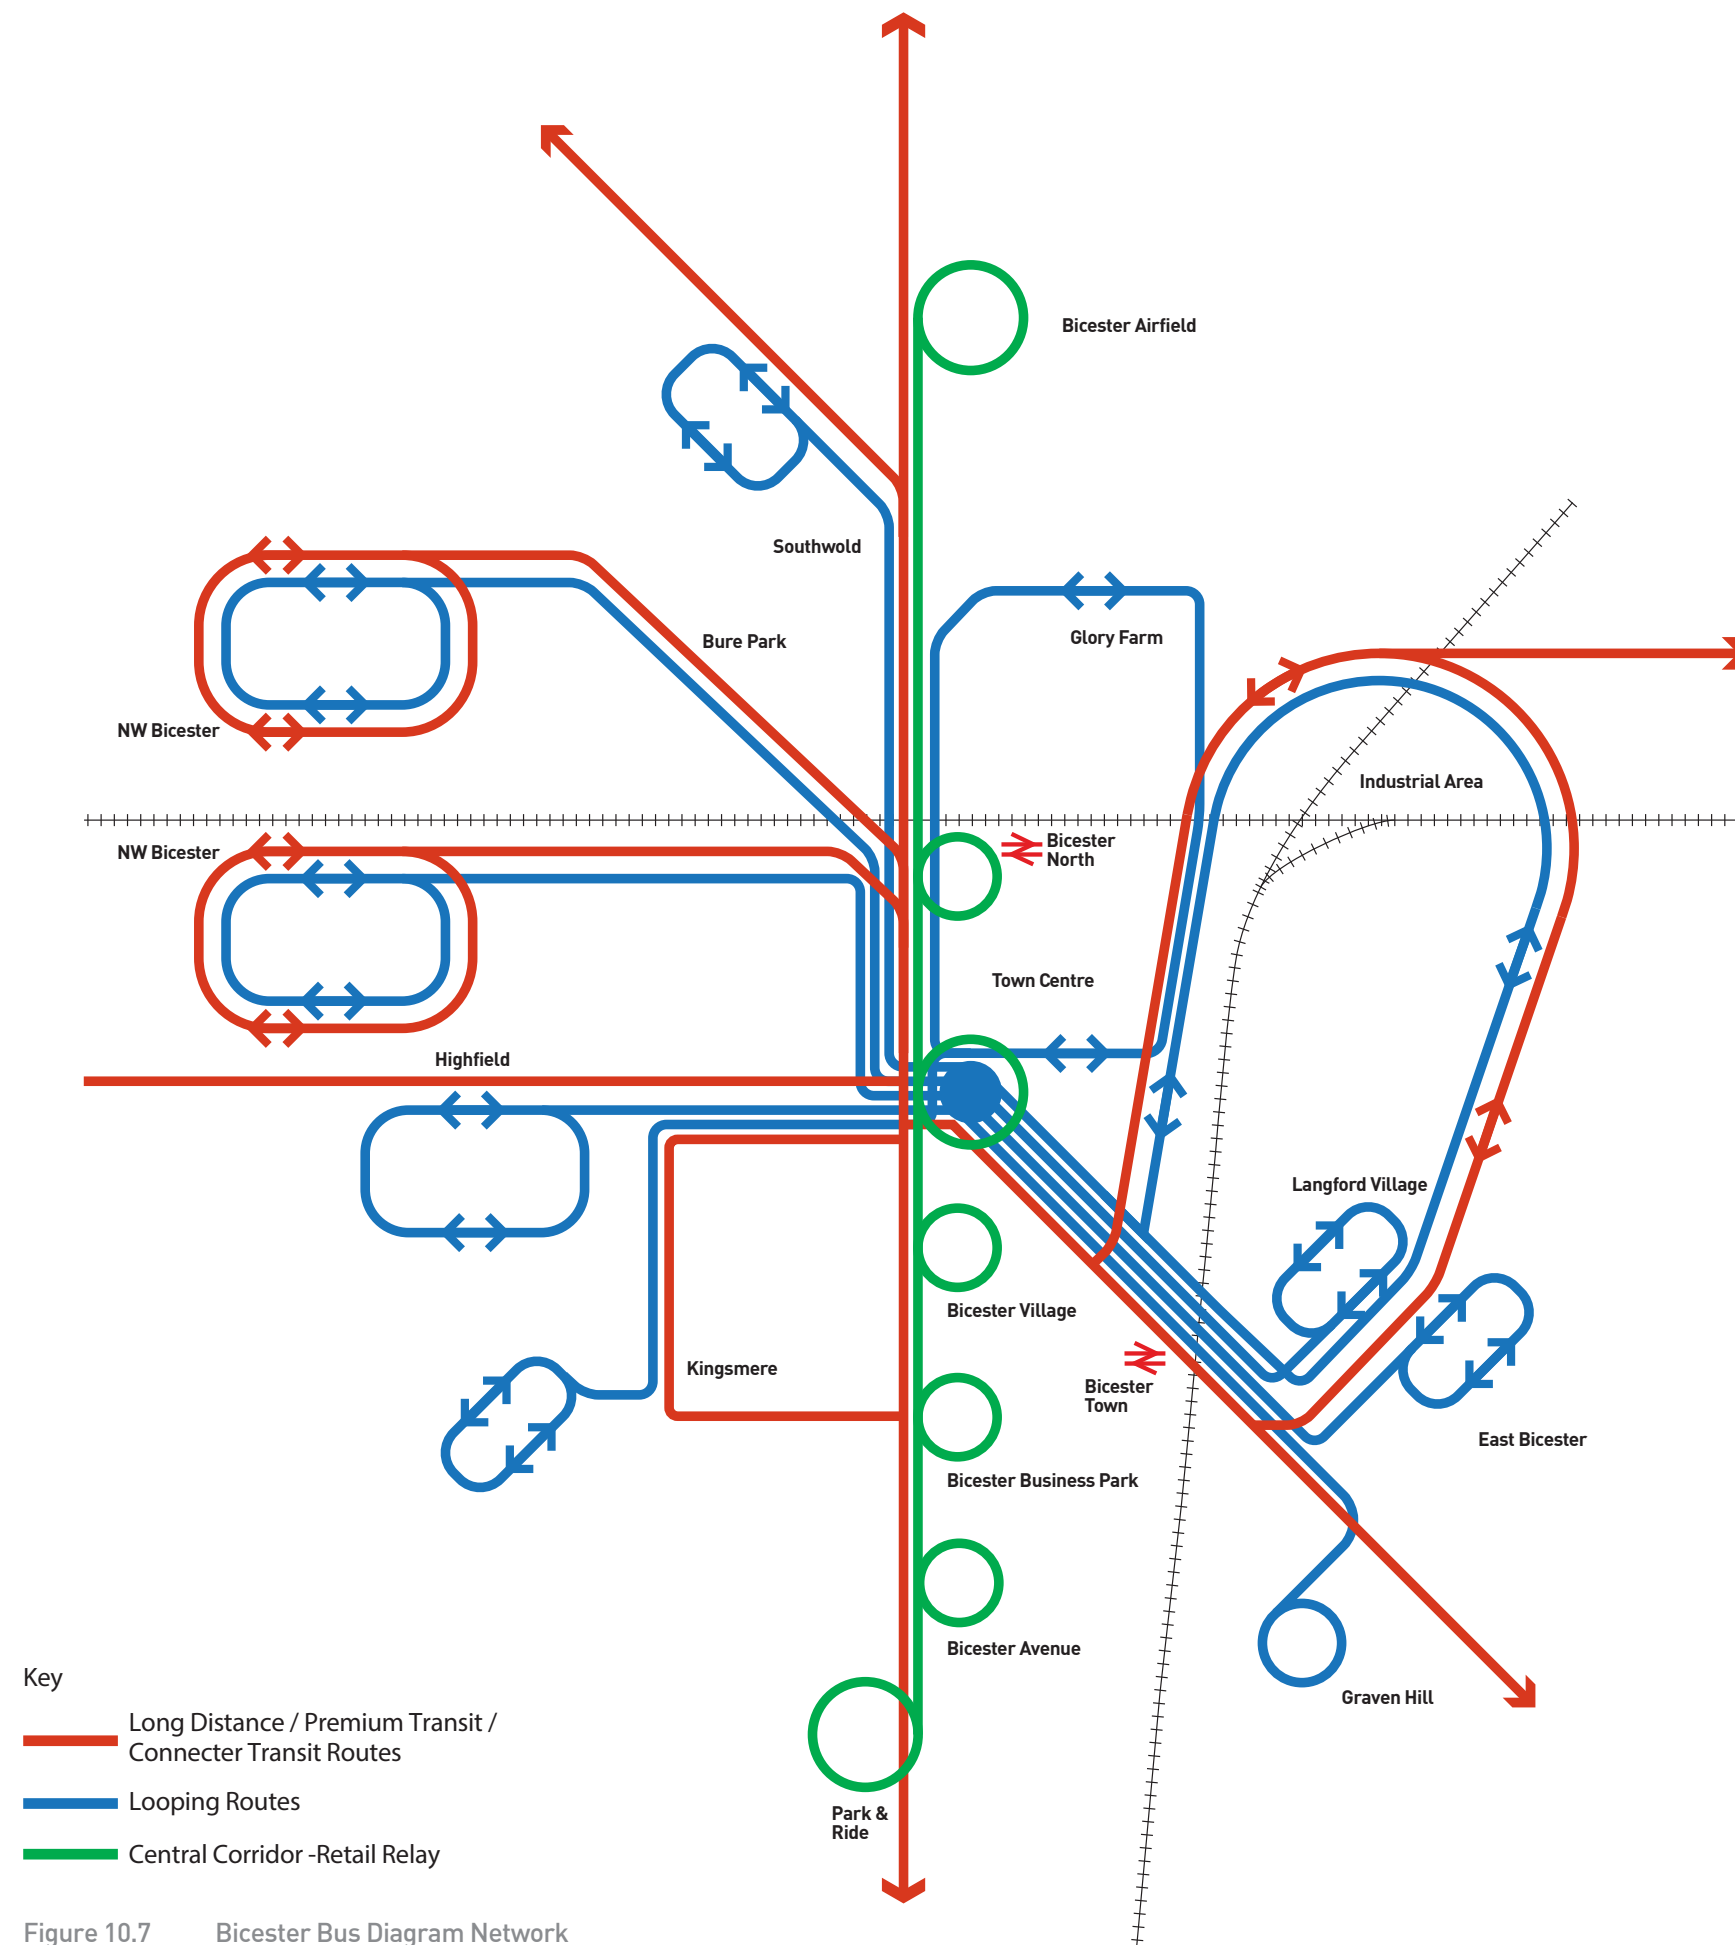 Bicester Airfield
Southwold
Bure Park
Glory Farm
NW Bicester
Industrial Area
NW Bicester
Bicester
North
Town Centre
Highfield
Langford Village
Bicester Village
Kingsmere
Bicester
Town
East Bicester
Bicester Business Park
Bicester Avenue
Graven Hill
Park &
Ride
Key
Long Distance / Premium Transit /
Connecter Transit Routes
Looping Routes
Central Corridor -Retail Relay
Figure 10.7 Bicester Bus Diagram Network